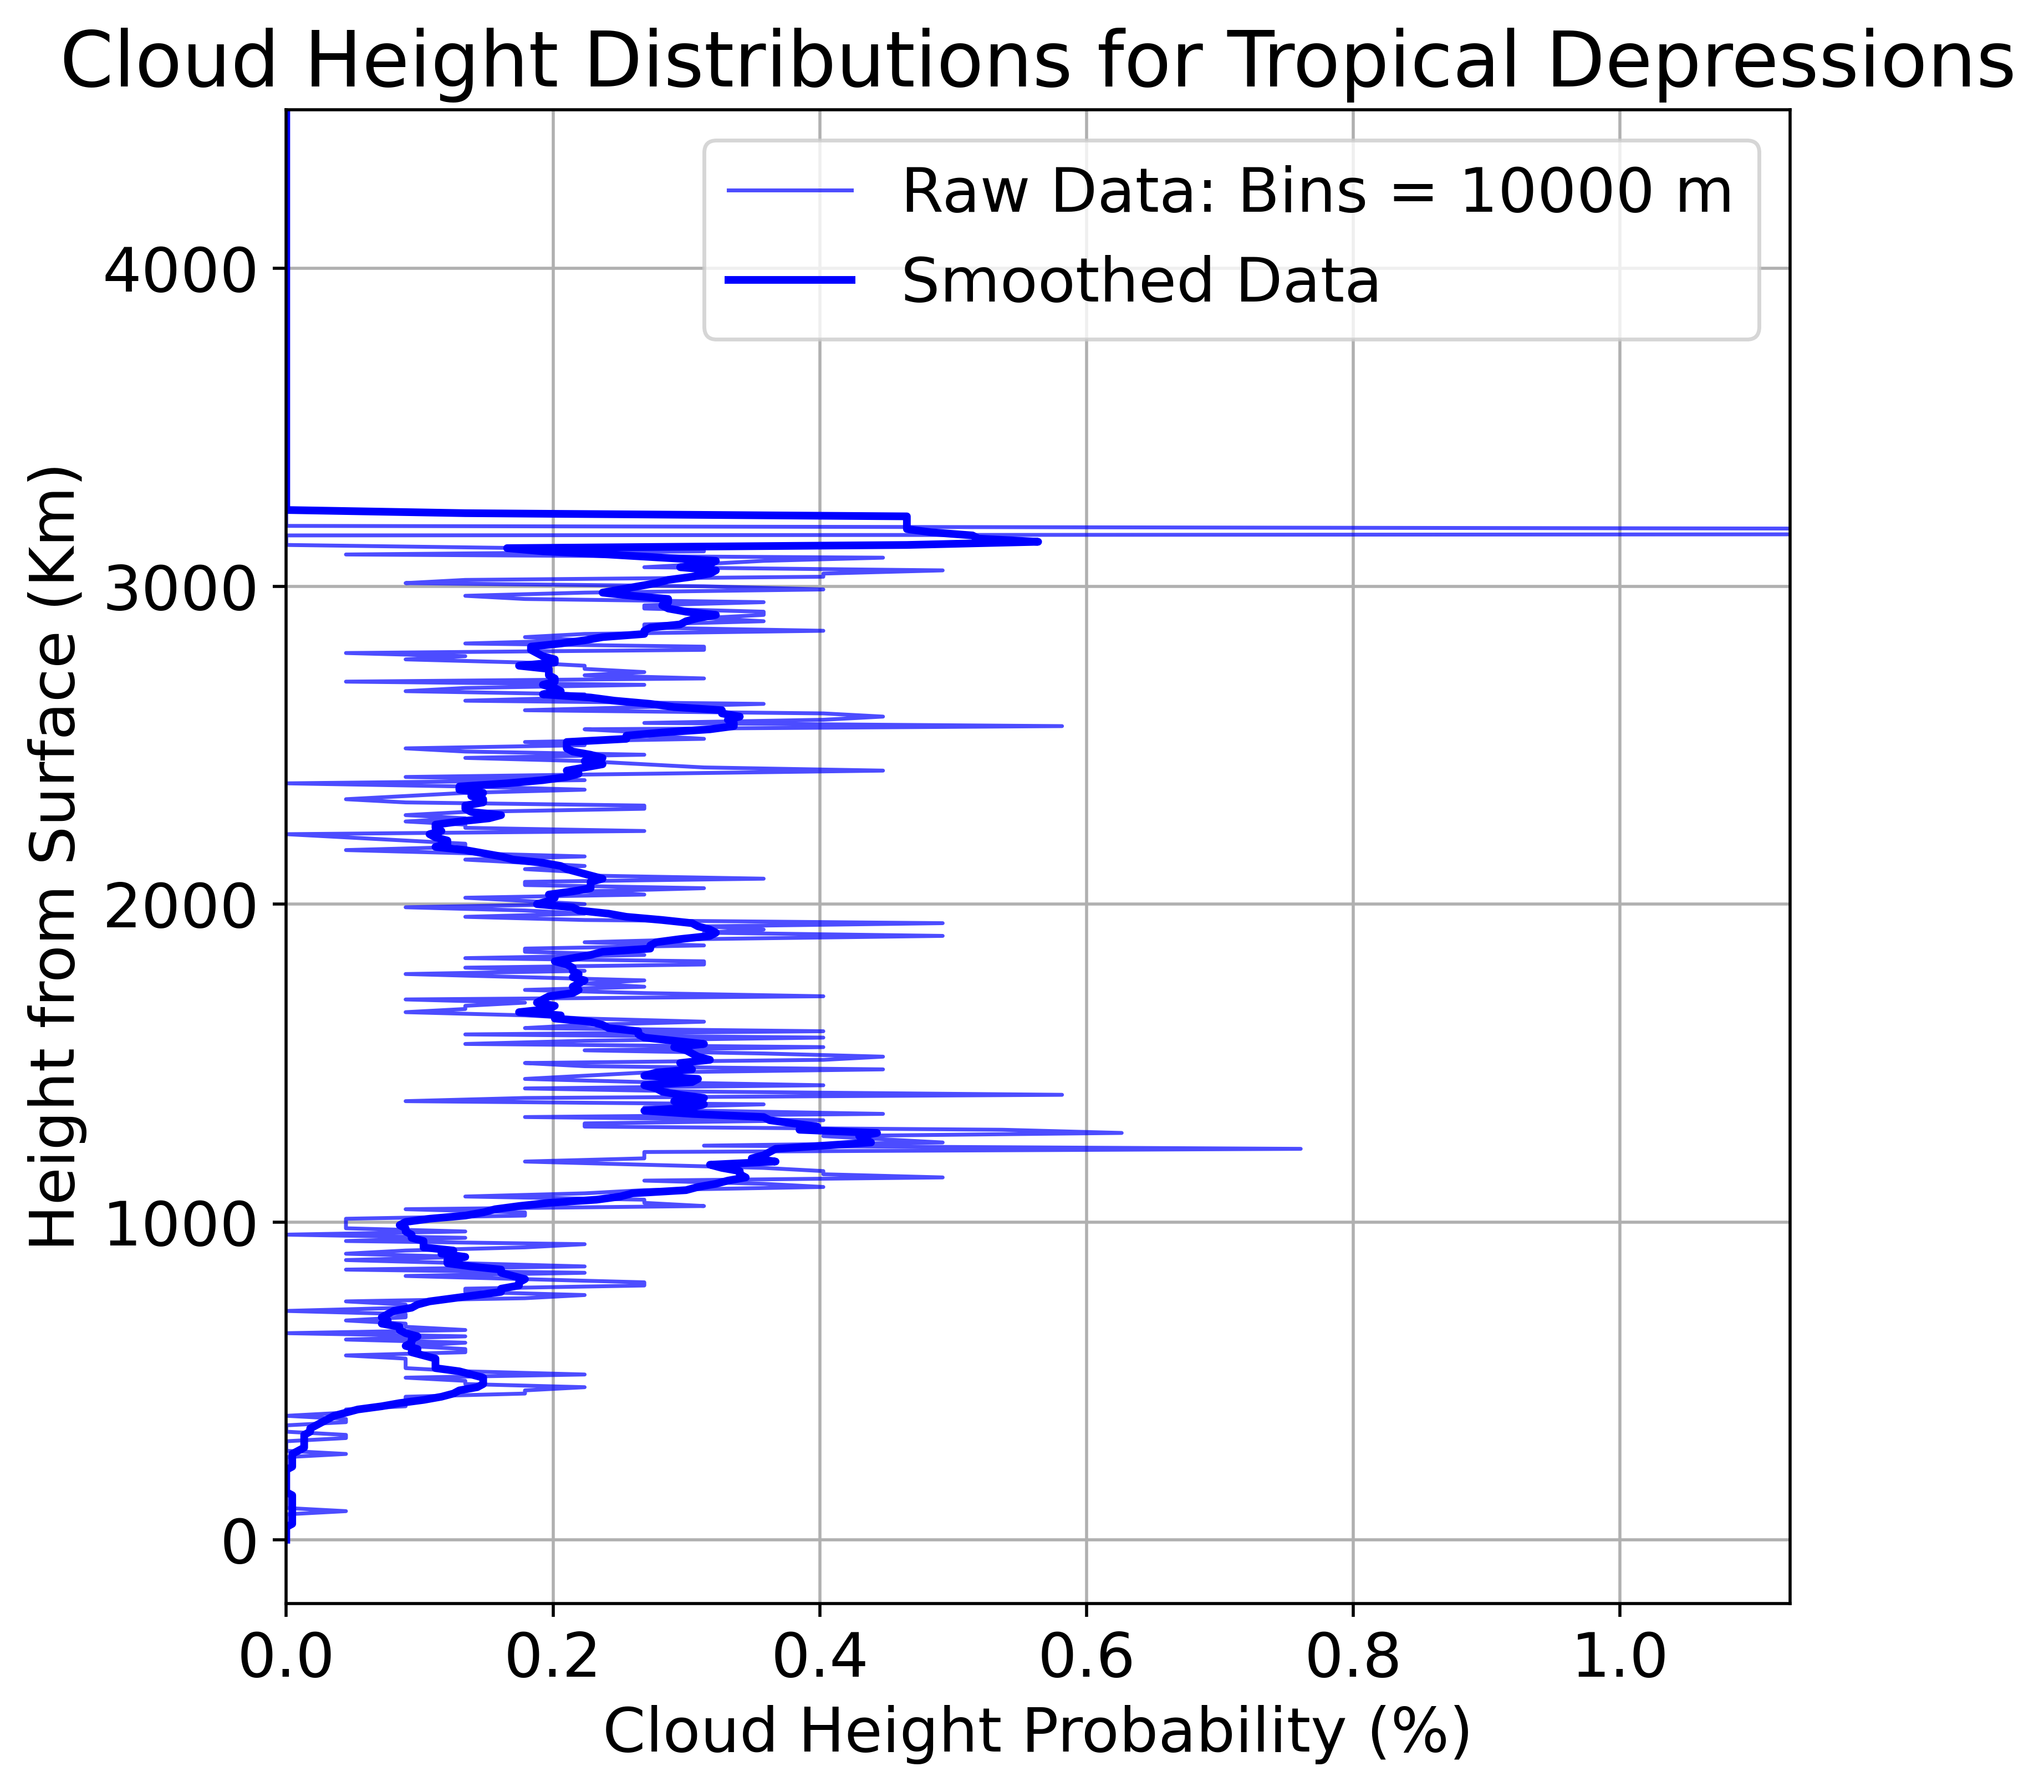 Cloud Height Distributions for Tropical Depressions
Raw Data: Bins = 10000 m
Smoothed Data
Height from Surface (Km)
4000
3000
2000
1000
0
0.0 0.2 0.4 0.6 0.8 1.0
Cloud Height Probability (%)